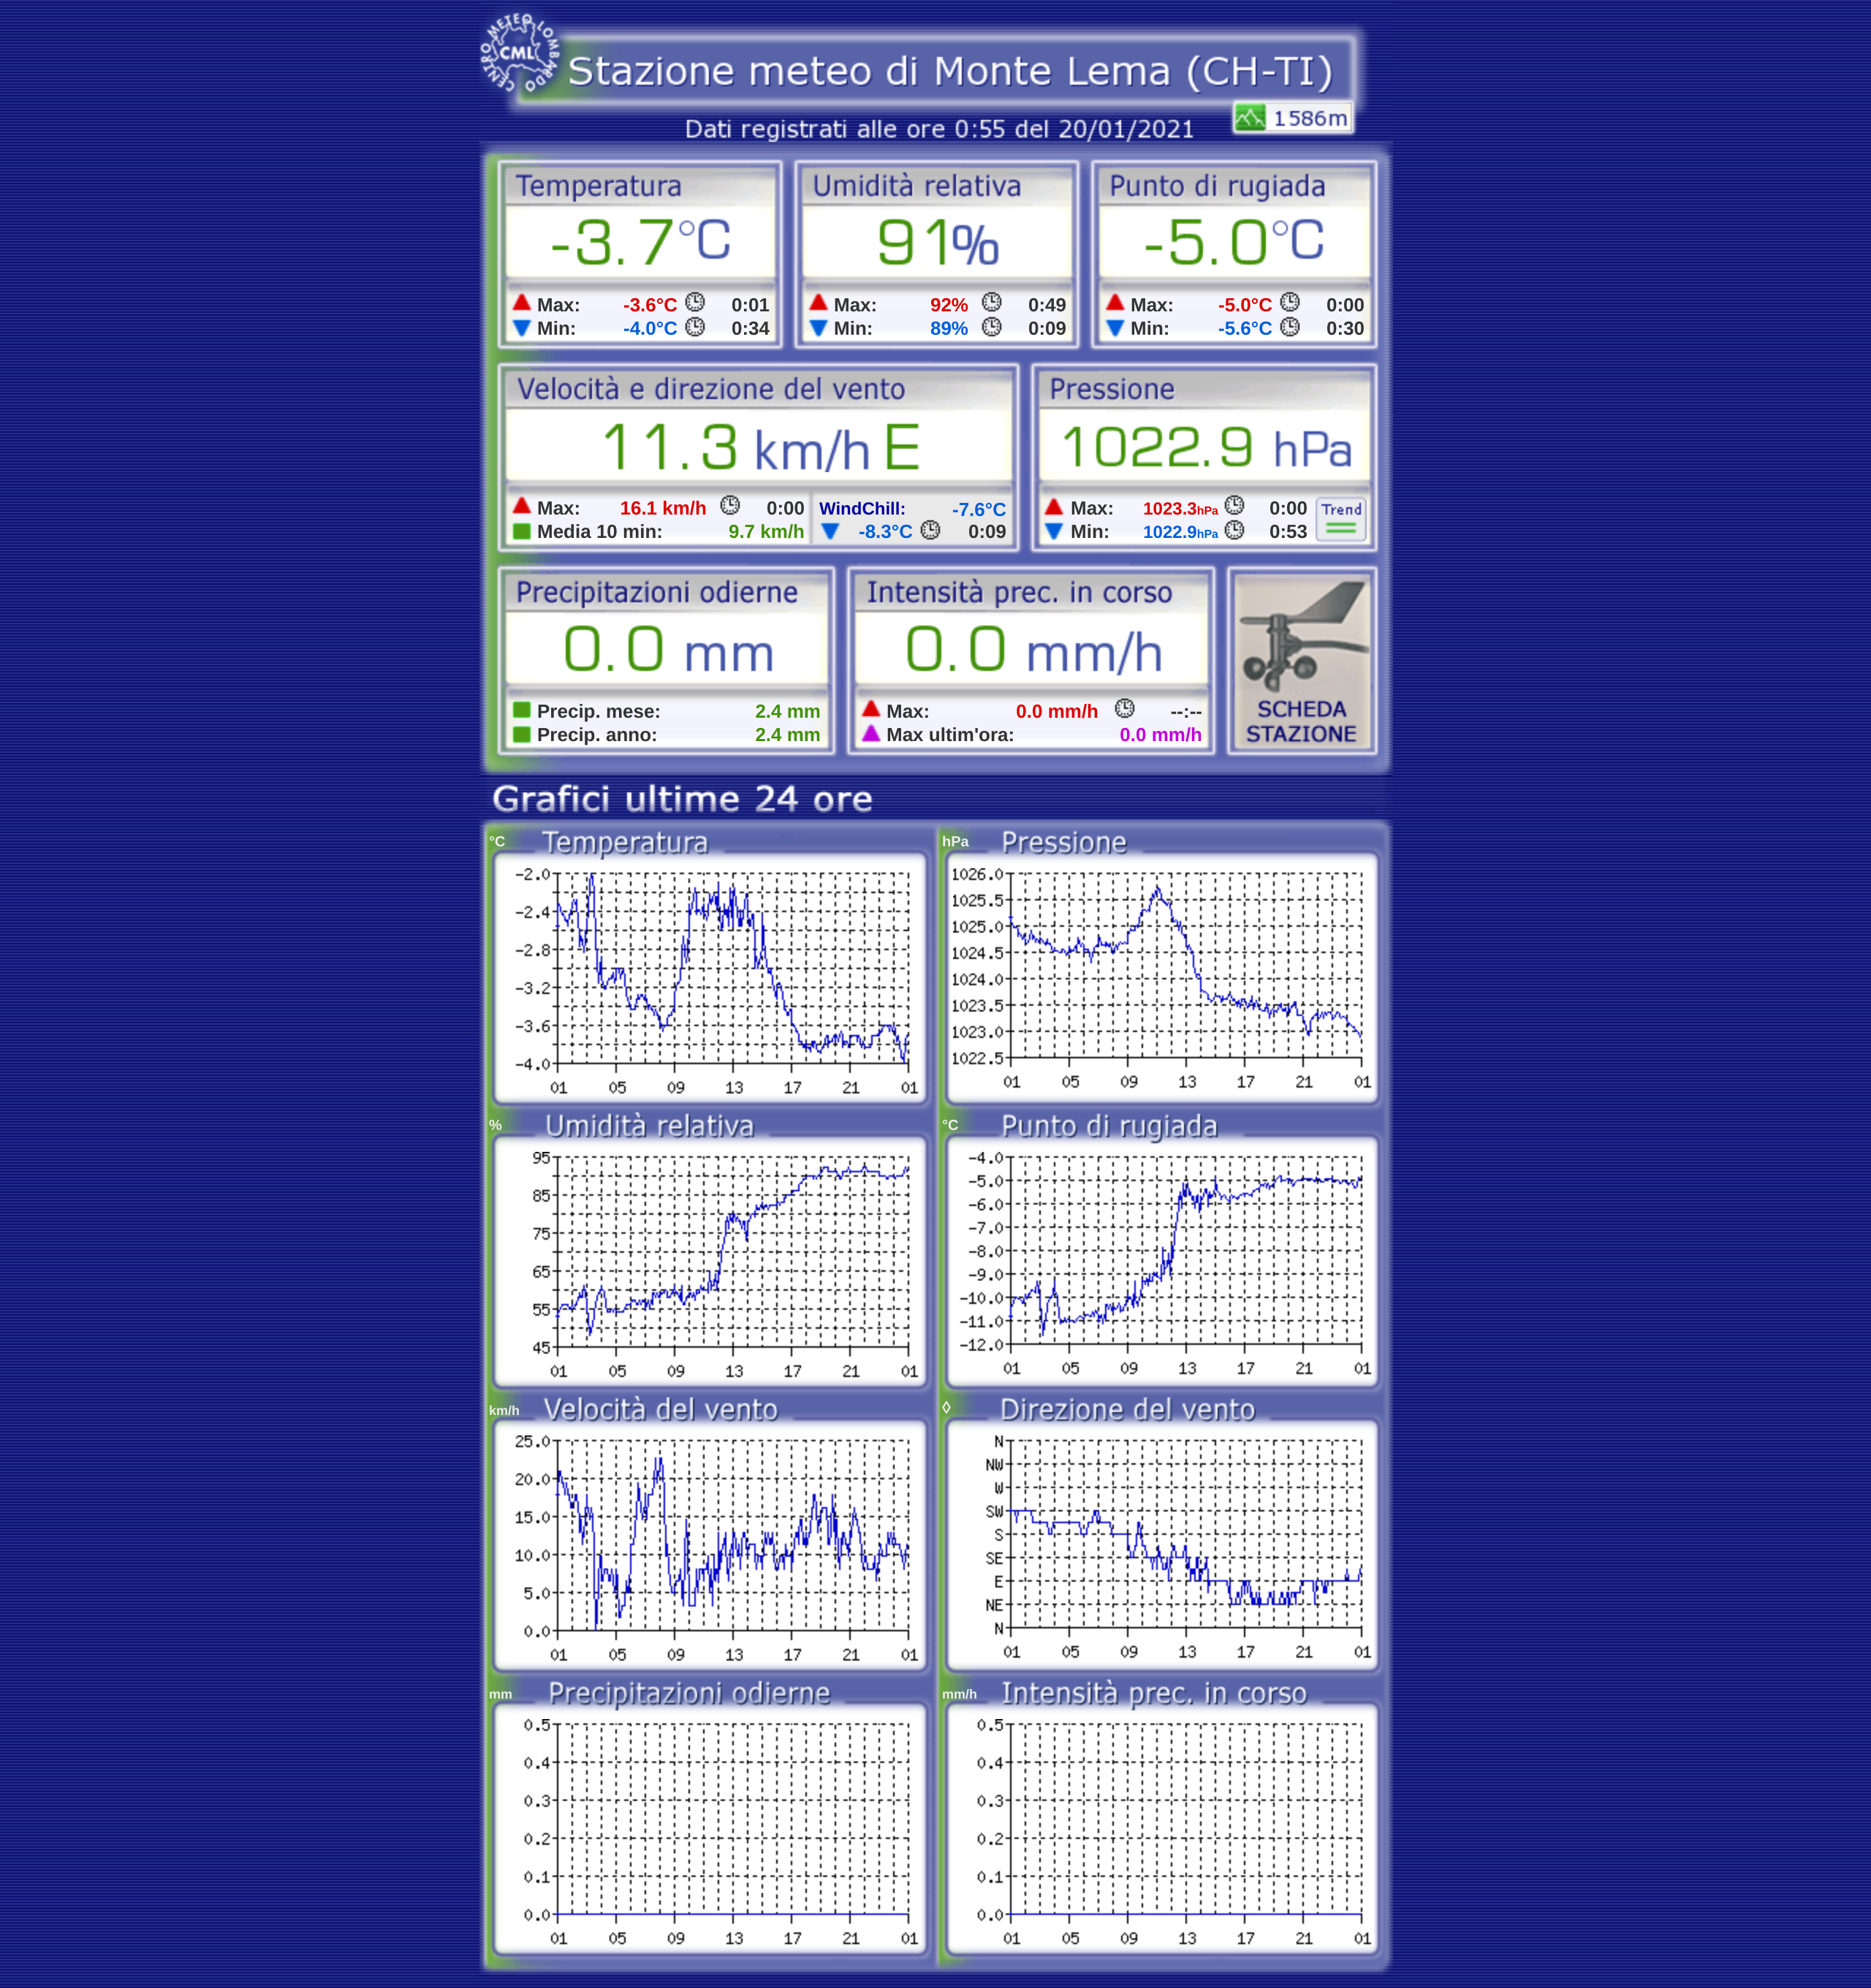 CENTRO METEO LOMBARDO
CML
Stazione meteo di Monte Lema (CH-TI)
1586m
Dati registrati alle ore 0:55 del 20/01/2021
Temperatura Umidità relativa Punto di rugiada
-3.7°C 91% -5.0°C
Max: -3.6°C 0:01 Max: 92% 0:49 Max: -5.0°C 0:00
Min: -4.0°C 0:34 Min: 89% 0:09 Min: -5.6°C 0:30
Velocità e direzione del vento Pressione
11.3 km/h E 1022.9 hPa
Max: 16.1 km/h 0:00 WindChill: -7.6°C Max: 1023.3hPa 0:00 Trend
Media 10 min: 9.7 km/h -8.3°C 0:09 Min: 1022.9hPa 0:53
Precipitazioni odierne Intensità prec. in corso
0.0 mm 0.0 mm/h
Precip. mese: 2.4 mm Max: 0.0 mm/h --:-- SCHEDA
Precip. anno: 2.4 mm Max ultim'ora: 0.0 mm/h STAZIONE
Grafici ultime 24 ore
°C Temperatura
-2.0
-2.4
-2.8
-3.2
-3.6
-4.0
01 05 09 13 17 21 01
hPa Pressione
1026.0
1025.5
1025.0
1024.5
1024.0
1023.5
1023.0
1022.5
01 05 09 13 17 21 01
% Umidità relativa
95
85
75
65
55
45
01 05 09 13 17 21 01
°C Punto di rugiada
-4.0
-5.0
-6.0
-7.0
-8.0
-9.0
-10.0
-11.0
-12.0
01 05 09 13 17 21 01
km/h Velocità del vento
25.0
20.0
15.0
10.0
5.0
0.0
01 05 09 13 17 21 01
◊ Direzione del vento
N
NW
W
SW
S
SE
E
NE
N
01 05 09 13 17 21 01
mm Precipitazioni odierne
0.5
0.4
0.3
0.2
0.1
0.0
01 05 09 13 17 21 01
mm/h Intensità prec. in corso
0.5
0.4
0.3
0.2
0.1
0.0
01 05 09 13 17 21 01